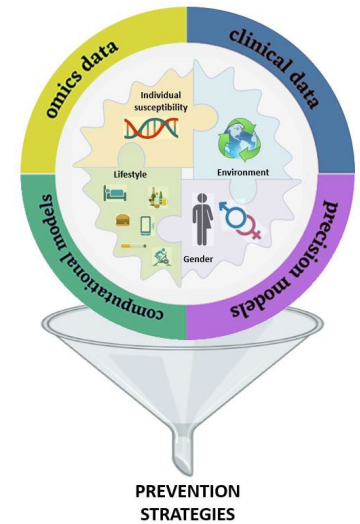 omics data
clinical data
Individual
susceptibility
Lifestyle
Environment
Gender
computational models
precision models
PREVENTION
STRATEGIES